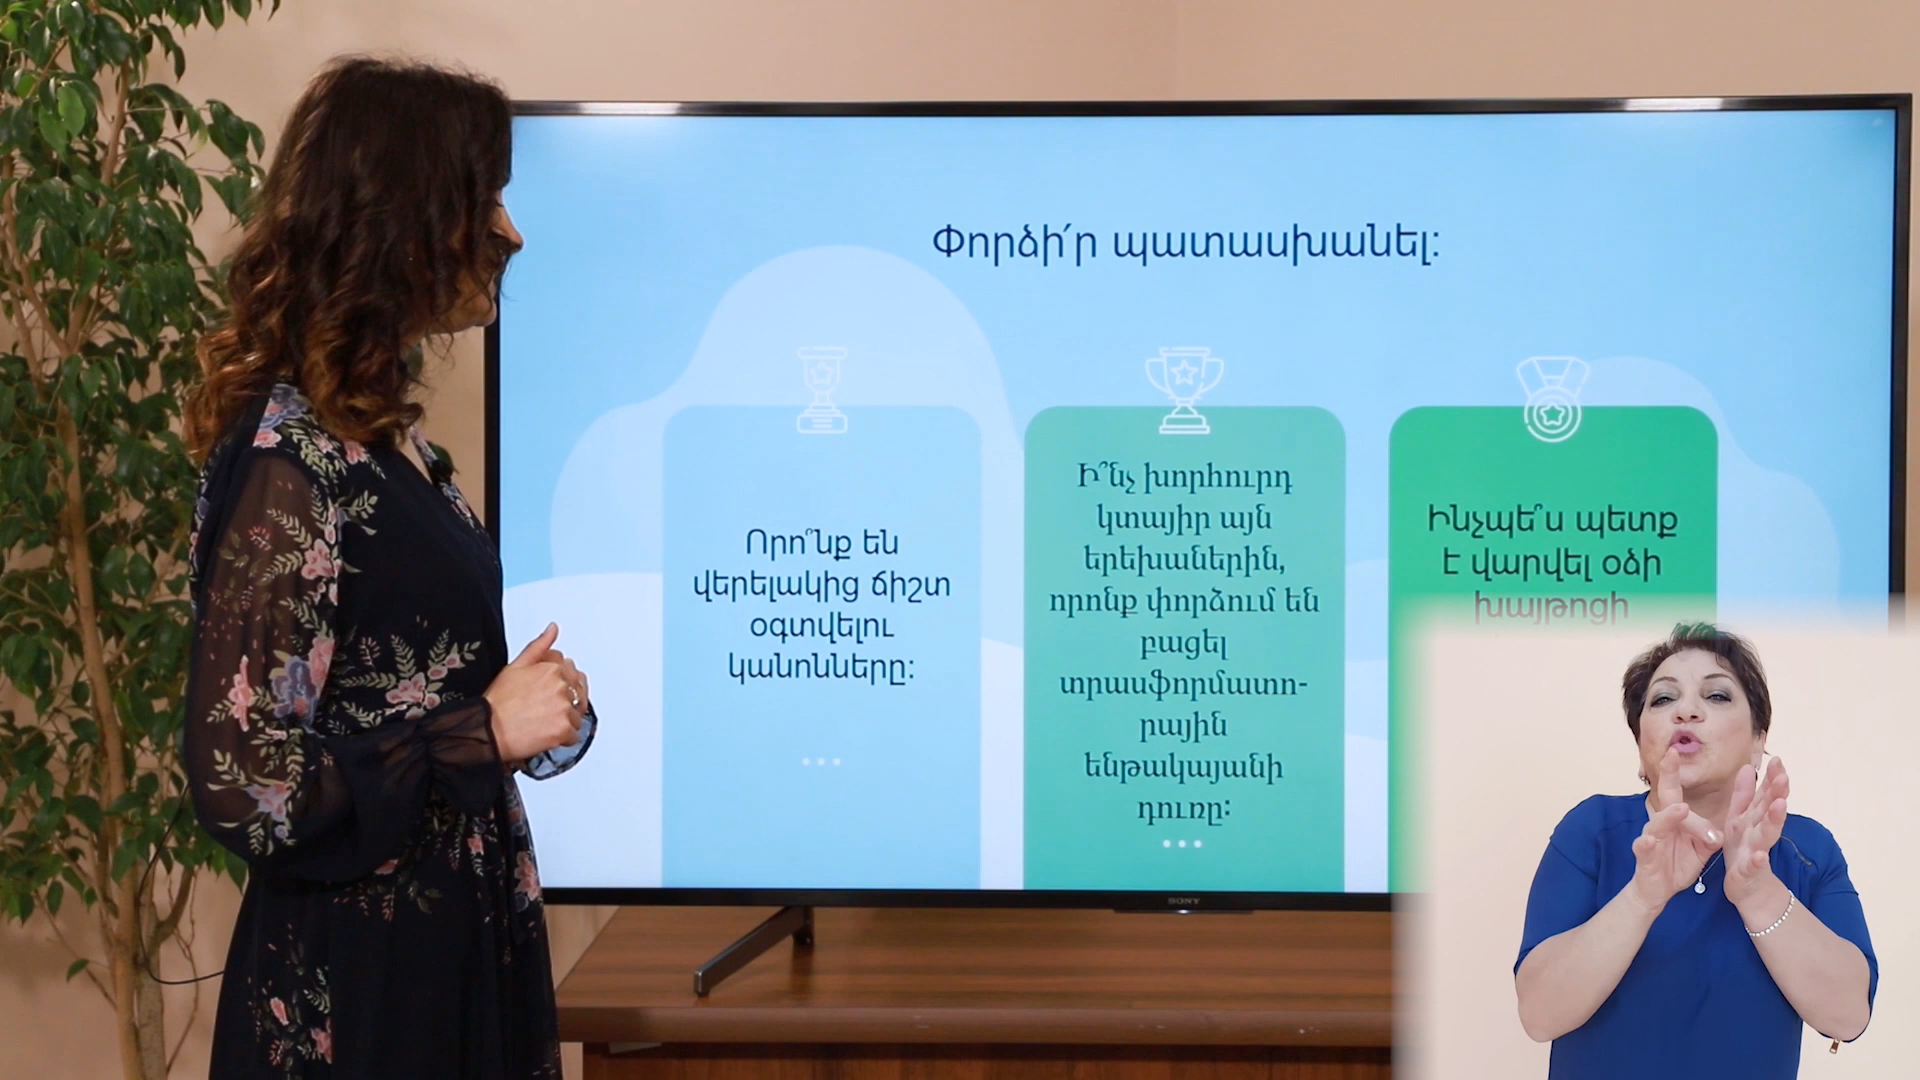 Փորձի՛ր պատասխանել:
Որո՞նք են
վերելակից ճիշտ
օգտվելու
կանոնները:
...
Ի՞նչ խորհուրդ
կտայիր այն
երեխաներին,
որոնք փորձում են
բացել
տրասֆորմատո-
րային
ենթակայանի
դուռը:
...
Ինչպե՞ս պետք
է վարվել օձի
խայթոցի
SONY